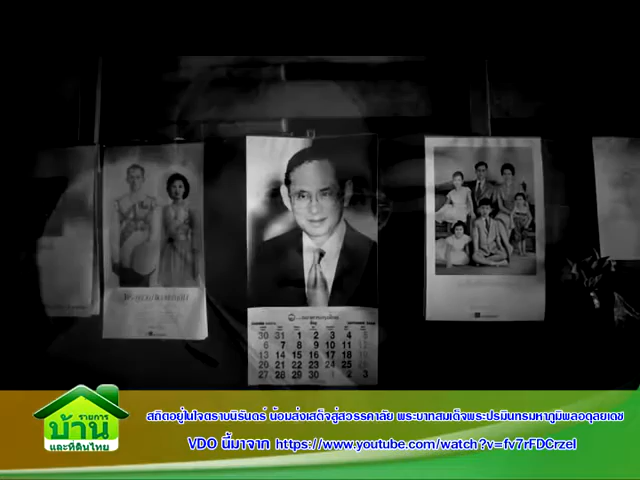 30 31 1 2 3 4 5
6 7 8 9 10 11 12
13 14 15 16 17 18 19
20 21 22 23 24 25 26
27 28 29 30 1 2 3
รายการ
บ้าน
และที่ดินไทย
สถิตอยู่ในใจตราบนิรันดร์ น้อมส่งเสด็จสู่สวรรคาลัย พระบาทสมเด็จพระปรมินทรมหาภูมิพลอดุลยเดช
VDO นี้มาจาก https://www.youtube.com/watch?v=fv7rFDCrzeI